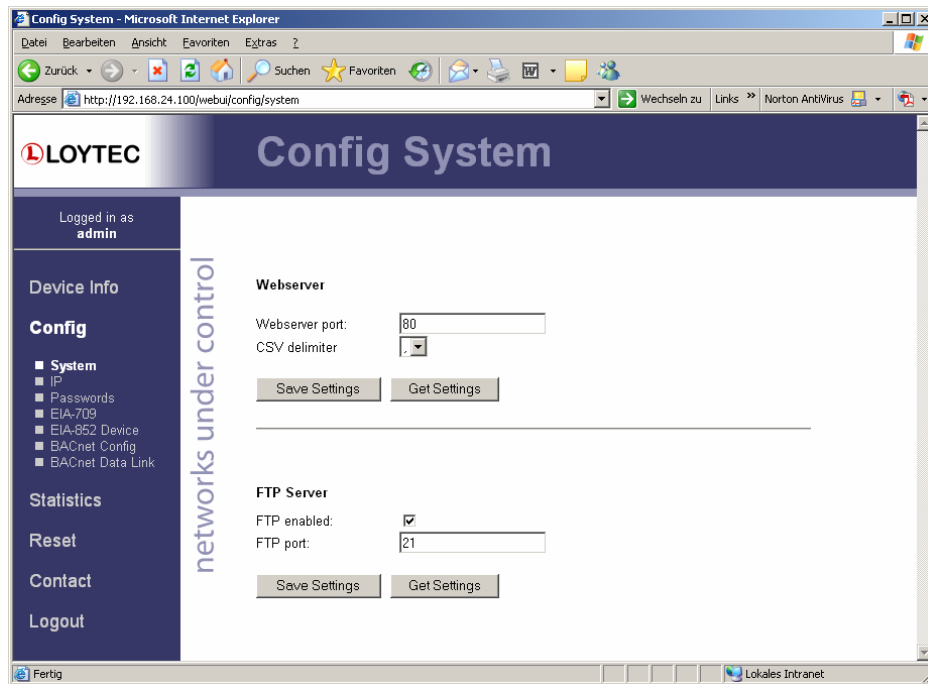 Config System - Microsoft Internet Explorer
Datei Bearbeiten Ansicht Favoriten Extras ?
Zurück Suchen Favoriten
Adresse http://192.168.24.100/webui/config/system Wechseln zu Links » Norton AntiVirus
LOYTEC
Config System
Logged in as
admin
Device Info
Config
System
IP
Passwords
EIA-709
EIA-852 Device
BACnet Config
BACnet Data Link
Statistics
Reset
Contact
Logout
networks under control
Webserver
Webserver port: 80
CSV delimiter ,
Save Settings Get Settings
FTP Server
FTP enabled:
FTP port: 21
Save Settings Get Settings
Fertig Lokales Intranet